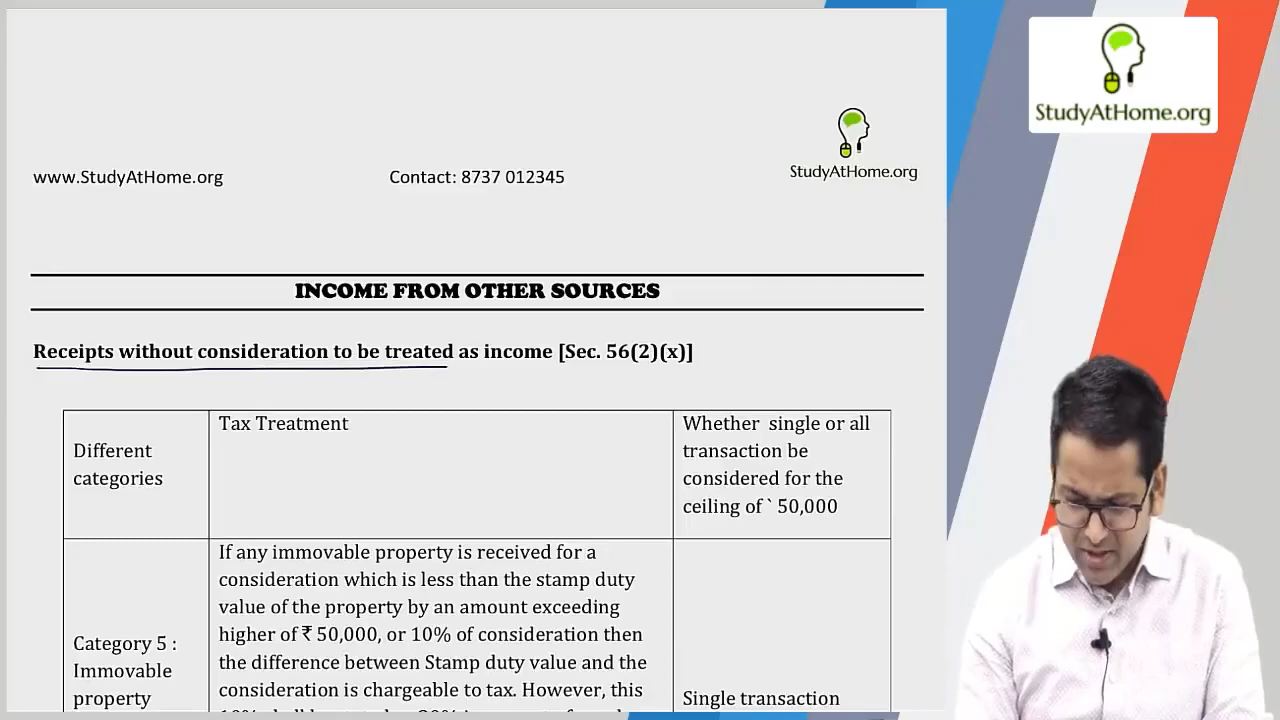 StudyAtHome.org
www.StudyAtHome.org
Contact: 8737 012345
StudyAtHome.org
INCOME FROM OTHER SOURCES
Receipts without consideration to be treated as income [Sec. 56(2)(x)]
Different
categories
Tax Treatment
Whether single or all
transaction be
considered for the
ceiling of ` 50,000
Category 5 :
Immovable
property
If any immovable property is received for a
consideration which is less than the stamp duty
value of the property by an amount exceeding
higher of ₹ 50,000, or 10% of consideration then
the difference between Stamp duty value and the
consideration is chargeable to tax. However, this
Single transaction